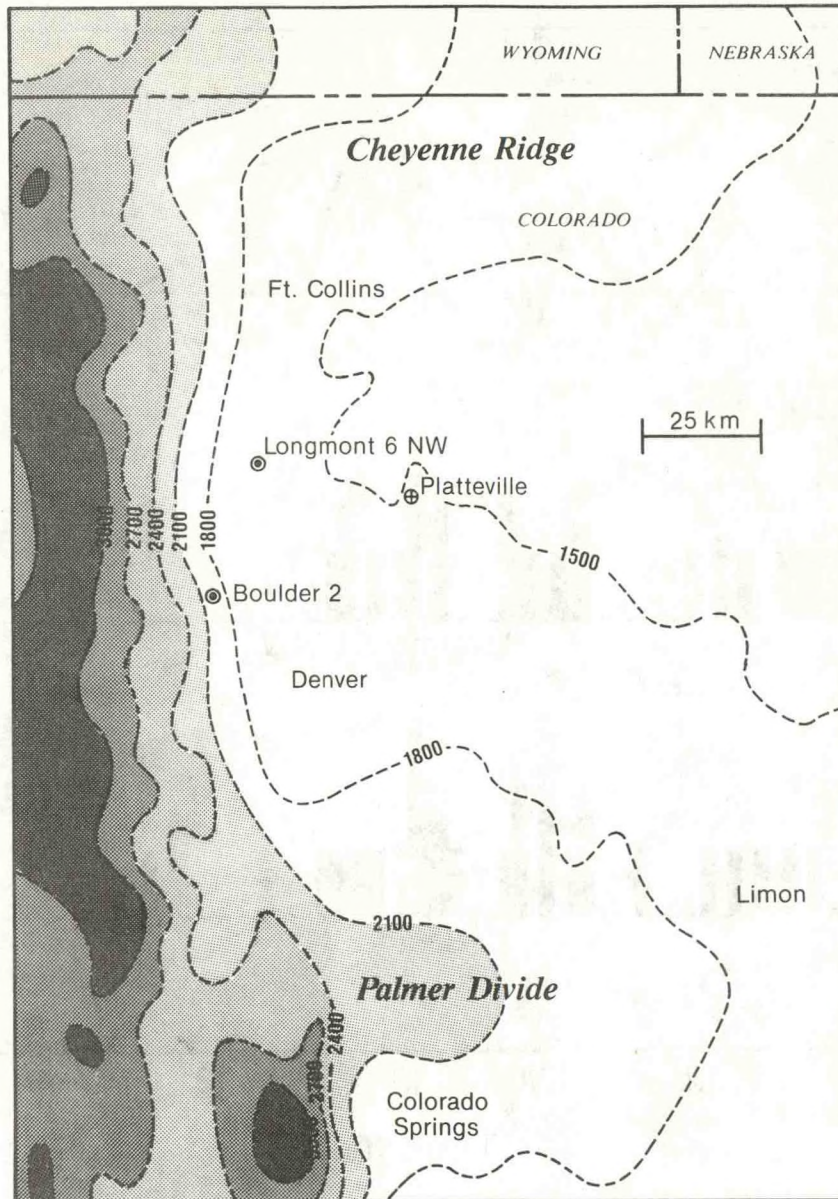 WYOMING
NEBRASKA
Cheyenne Ridge
COLORADO
Ft. Collins
25 km
Longmont 6 NW
Platteville
3000
2700
2400
2100
1800
1500
Boulder 2
Denver
1800
Limon
2100
Palmer Divide
2400
2700
Colorado
Springs